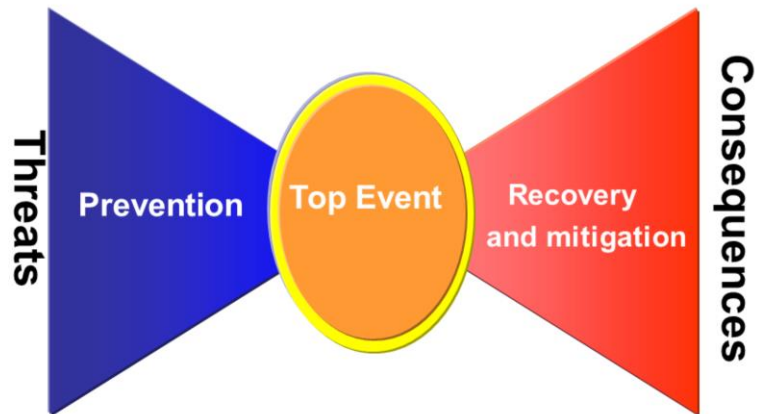 Threats
Prevention
Top Event
Recovery
and mitigation
Consequences